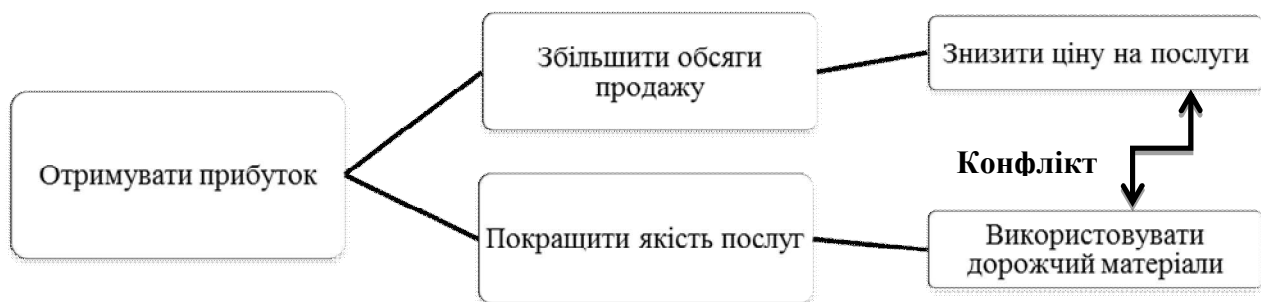 Отримувати прибуток
Збільшити обсяги
продажу
Знизити ціну на послуги
Конфлікт
Покращити якість послуг
Використовувати
дорожчий матеріали